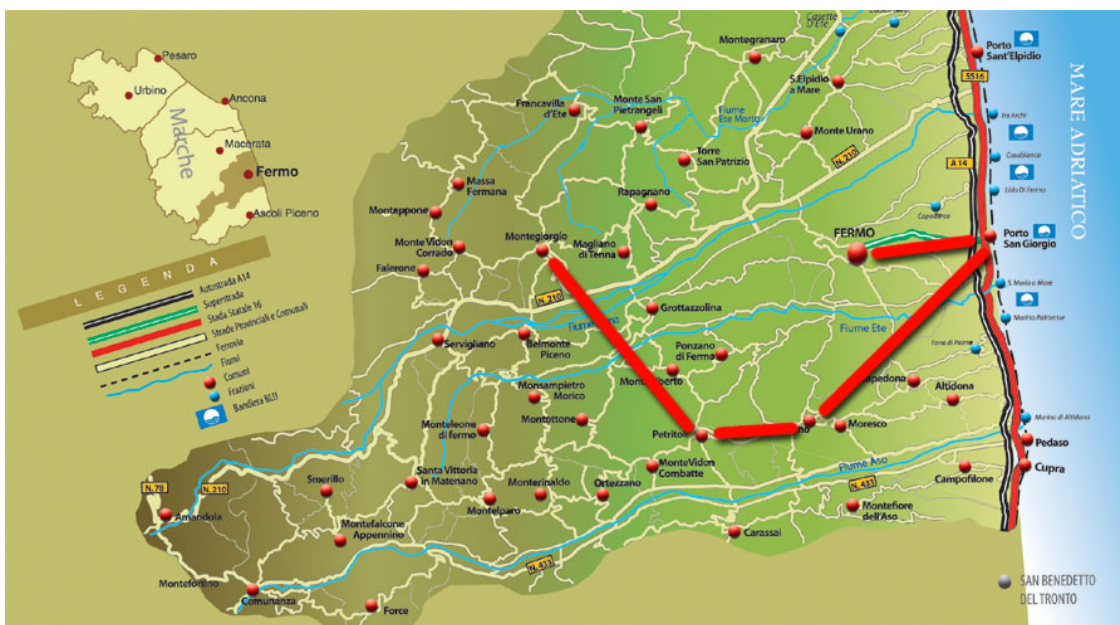 Pesaro
Urbino
Ancona
Marche
Macerata
Fermo
Ascoli Piceno
LEGENDA
Autostrada A14
Superstrada
Stada Statale 16
Strade Provinciali e Comunali
Ferrovia
Fiumi
Comuni
Frazioni
Bandiera BLU
Casette
D'Ete
Montegranaro
Porto
Sant'Elpidio
SS16
S.Elpidio
a Mare
Francavilla
d'Ete
Monte San
Pietrangeli
Fiume
Ete Morto
Tre Archi
Monte Urano
N. 210
A 14
Casabianca
MARE ADRIATICO
Torre
San Patrizio
Massa
Fermana
Lido Di Fermo
Rapagnano
Capodarco
Montappone
FERMO
Porto
San Giorgio
Monte Vidon
Corrado
Montegiorgio
Magliano
di Tenna
Falerone
N. 210
S. Maria a Mare
Grottazzolina
Fiume
Marina Palmense
Fiume Ete
Servigliano
Belmonte
Piceno
Ponzano
di Fermo
Torre di Palme
Monsampietro
Morico
Altidona
Monteleone
di fermo
Montottone
Petritoli
Moresco
Marina di Altidona
Pedaso
Santa Vittoria
in Matenano
MonteVidon
Combatte
Fiume Aso
Cupra
Campofilone
N. 78
N. 210
Smerillo
Monterinaldo
Ortezzano
N. 433
Amandola
Montelparo
Montefiore
dell'Aso
Montefalcone
Appennino
Carassai
N. 433
Montefortino
Comunanza
Force
SAN BENEDETTO
DEL TRONTO